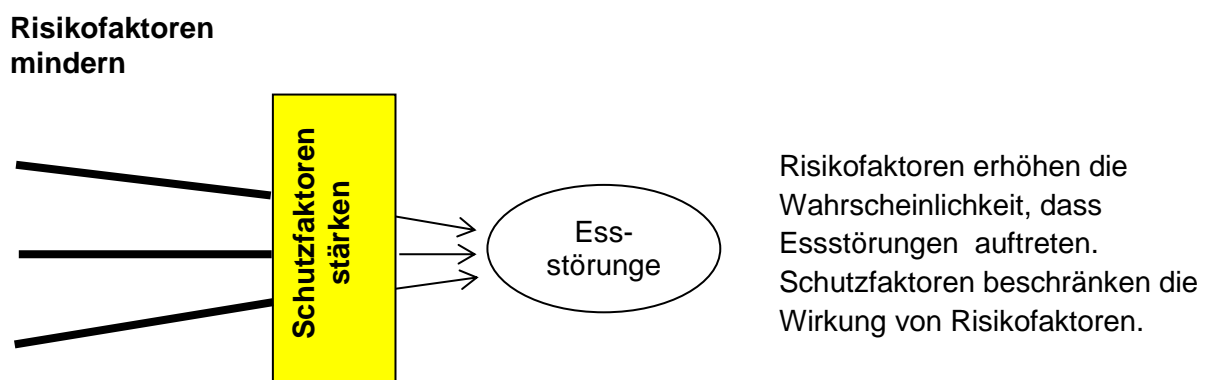 Risikofaktoren
mindern
Schutzfaktoren
stärken
Ess-
störunge
Risikofaktoren erhöhen die
Wahrscheinlichkeit, dass
Essstörungen  auftreten.
Schutzfaktoren beschränken die
Wirkung von Risikofaktoren.